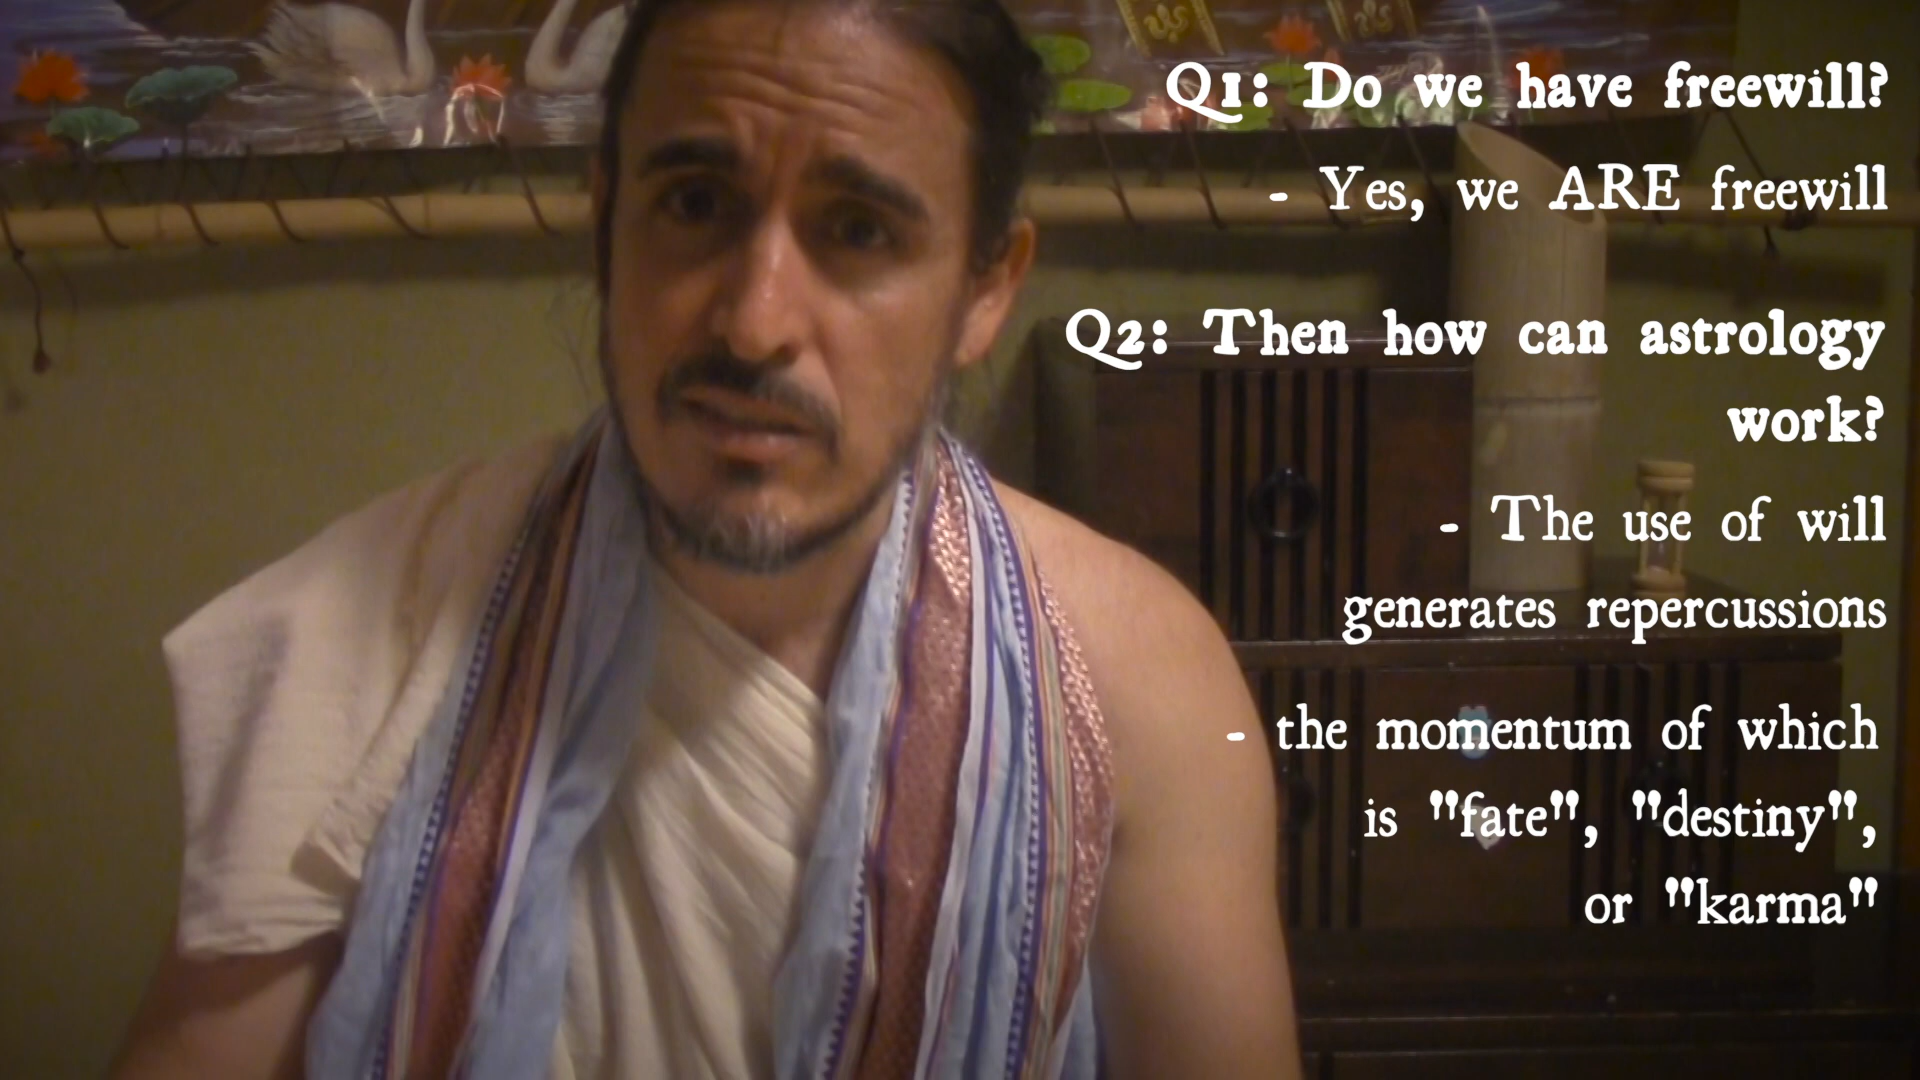 Q1: Do we have freewill?
- Yes, we ARE freewill
Q2: Then how can astrology
work?
- The use of will
generates repercussions
- the momentum of which
is "fate", "destiny",
or "karma"